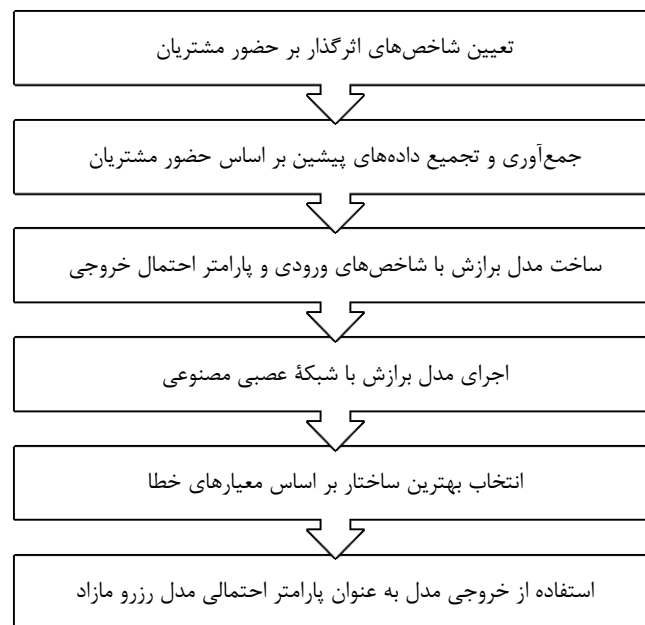 تعیین شاخص‌های اثرگذار بر حضور مشتریان
جمع‌آوری و تجمیع داده‌های پیشین بر اساس حضور مشتریان
ساخت مدل برازش با شاخص‌های ورودی و پارامتر احتمال خروجی
اجرای مدل برازش با شبکهٔ عصبی مصنوعی
انتخاب بهترین ساختار بر اساس معیارهای خطا
استفاده از خروجی مدل به عنوان پارامتر احتمالی مدل رزرو مازاد